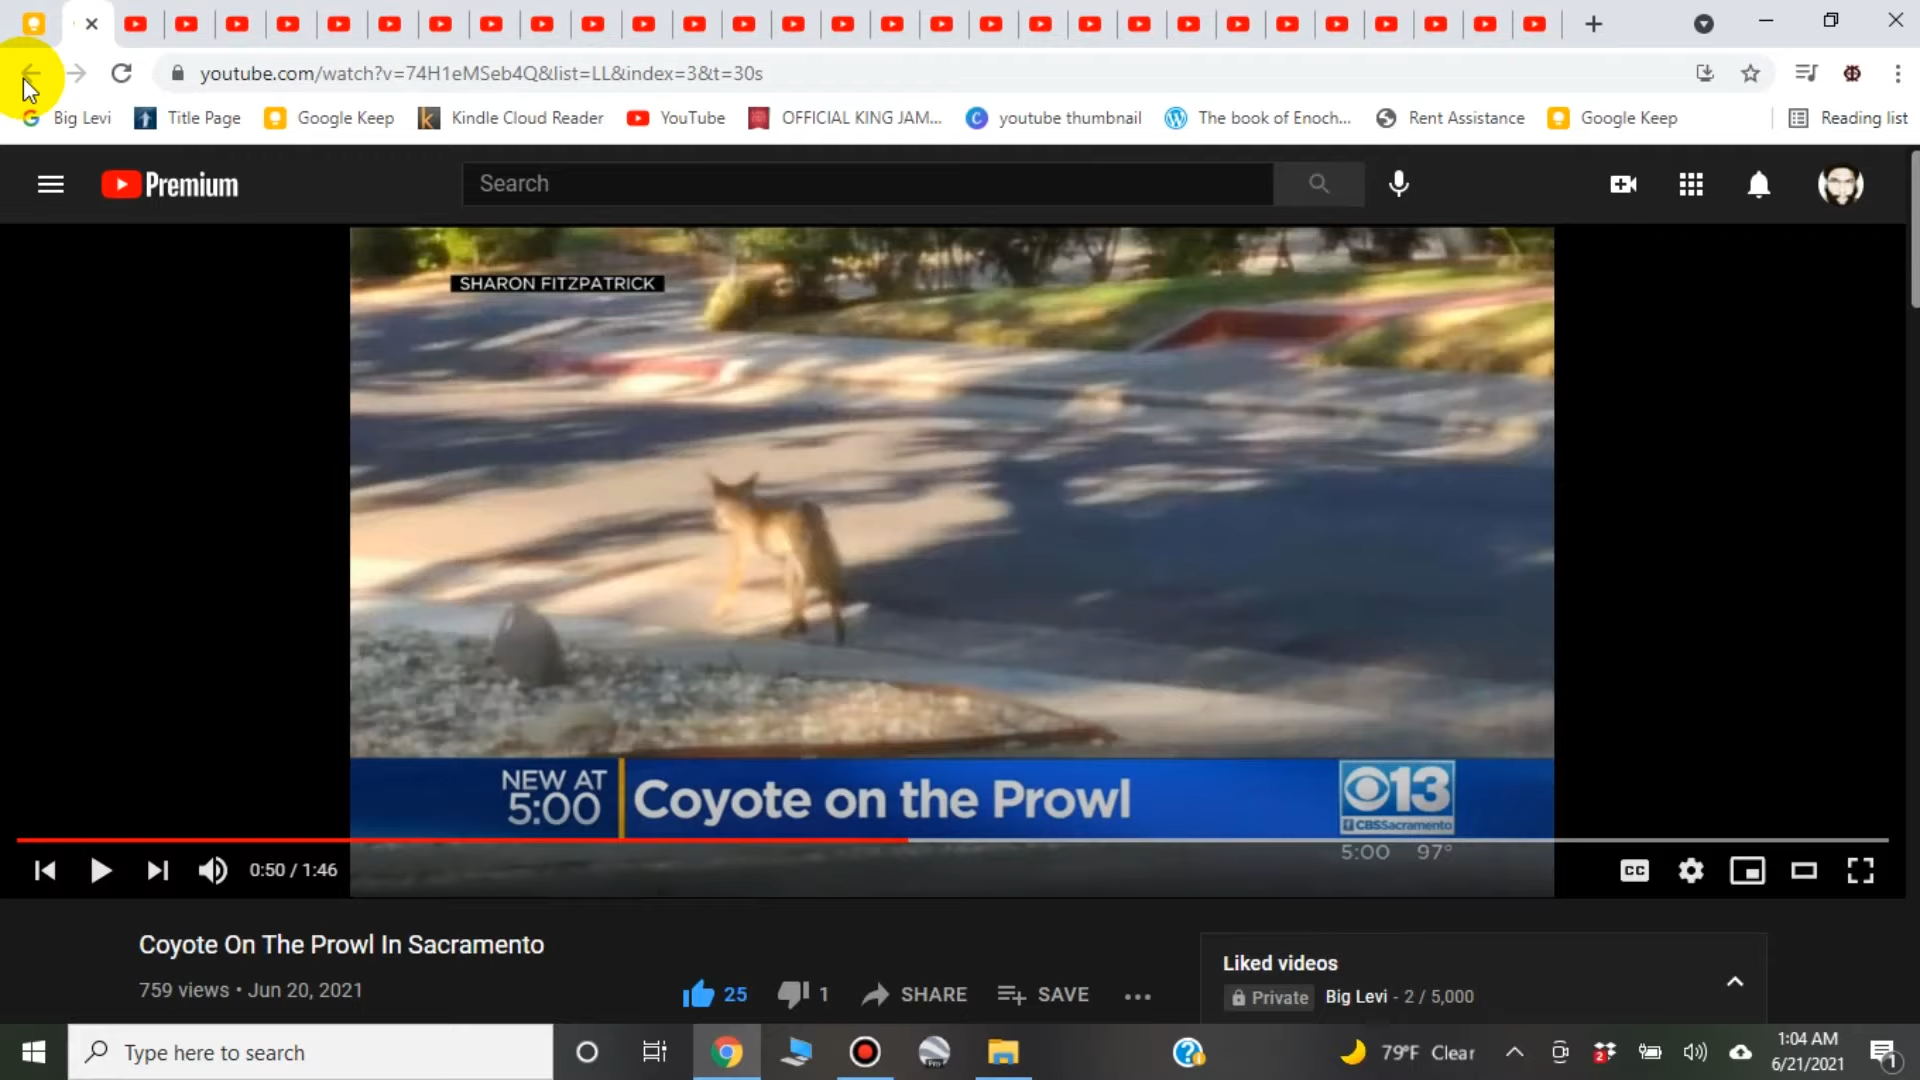 youtube.com/watch?v=74H1eMSeb4Q&list=LL&index=3&t=30s
Big Levi
Title Page
Google Keep
Kindle Cloud Reader
YouTube
OFFICIAL KING JAM...
youtube thumbnail
The book of Enoch...
Rent Assistance
Google Keep
Reading list
Premium
Search
SHARON FITZPATRICK
NEW AT
5:00
Coyote on the Prowl
13
CBSSacramento
5:00 97°
0:50 / 1:46
CC
Coyote On The Prowl In Sacramento
759 views • Jun 20, 2021
25
1
SHARE
SAVE
Liked videos
Private
Big Levi - 2 / 5,000
Type here to search
79°F Clear
1:04 AM
6/21/2021